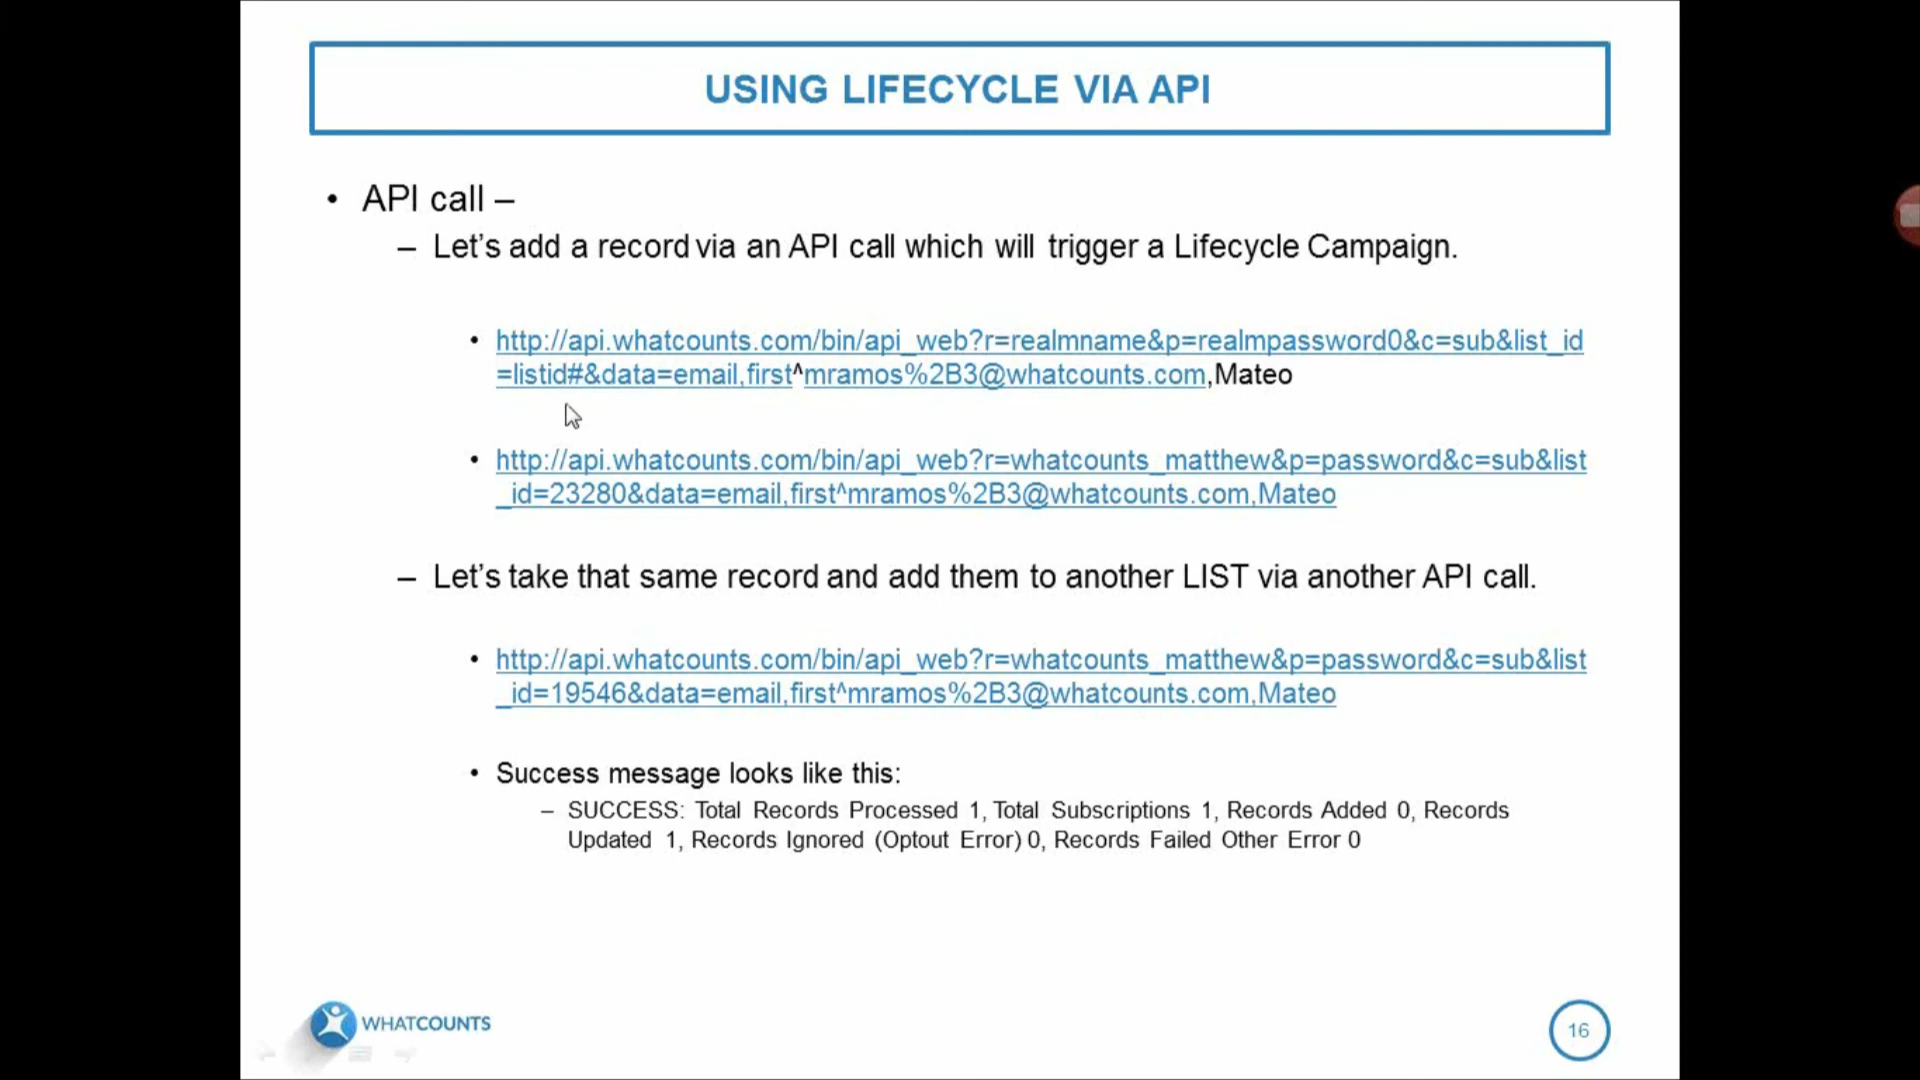 USING LIFECYCLE VIA API
• API call –
– Let's add a record via an API call which will trigger a Lifecycle Campaign.
• http://api.whatcounts.com/bin/api_web?r=realmname&p=realmpassword0&c=sub&list_id
=listid#&data=email,first^mramos%2B3@whatcounts.com,Mateo
• http://api.whatcounts.com/bin/api_web?r=whatcounts_matthew&p=password&c=sub&list
_id=23280&data=email,first^mramos%2B3@whatcounts.com,Mateo
– Let's take that same record and add them to another LIST via another API call.
• http://api.whatcounts.com/bin/api_web?r=whatcounts_matthew&p=password&c=sub&list
_id=19546&data=email,first^mramos%2B3@whatcounts.com,Mateo
• Success message looks like this:
– SUCCESS: Total Records Processed 1, Total Subscriptions 1, Records Added 0, Records
Updated 1, Records Ignored (Optout Error) 0, Records Failed Other Error 0
WHATCOUNTS
16